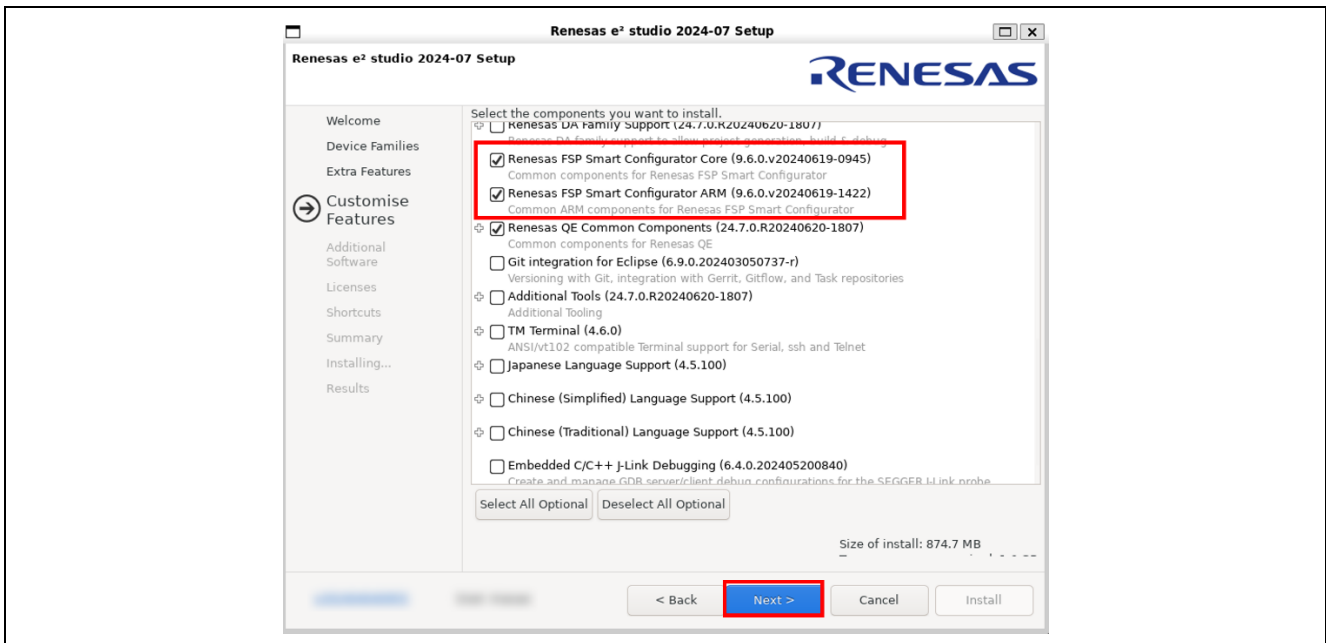 Renesas e² studio 2024-07 Setup
Renesas e² studio 2024-07 Setup
RENESAS
Welcome
Device Families
Extra Features
Customise
Features
Additional
Software
Licenses
Shortcuts
Summary
Installing...
Results
Select the components you want to install.
Renesas DA Family Support (24.7.0.R20240620-1807)
Renesas DA family support to allow project generation, build & debug
Renesas FSP Smart Configurator Core (9.6.0.v20240619-0945)
Common components for Renesas FSP Smart Configurator
Renesas FSP Smart Configurator ARM (9.6.0.v20240619-1422)
Common ARM components for Renesas FSP Smart Configurator
Renesas QE Common Components (24.7.0.R20240620-1807)
Common components for Renesas QE
Git integration for Eclipse (6.9.0.202403050737-r)
Versioning with Git, integration with Gerrit, Gitflow, and Task repositories
Additional Tools (24.7.0.R20240620-1807)
Additional Tooling
TM Terminal (4.6.0)
ANSI/vt102 compatible Terminal support for Serial, ssh and Telnet
Japanese Language Support (4.5.100)
Chinese (Simplified) Language Support (4.5.100)
Chinese (Traditional) Language Support (4.5.100)
Embedded C/C++ J-Link Debugging (6.4.0.202405200840)
Create and manage GDB server/client debug configurations for the SEGGER J-Link probe
Select All Optional Deselect All Optional
Size of install: 874.7 MB
< Back Next > Cancel Install